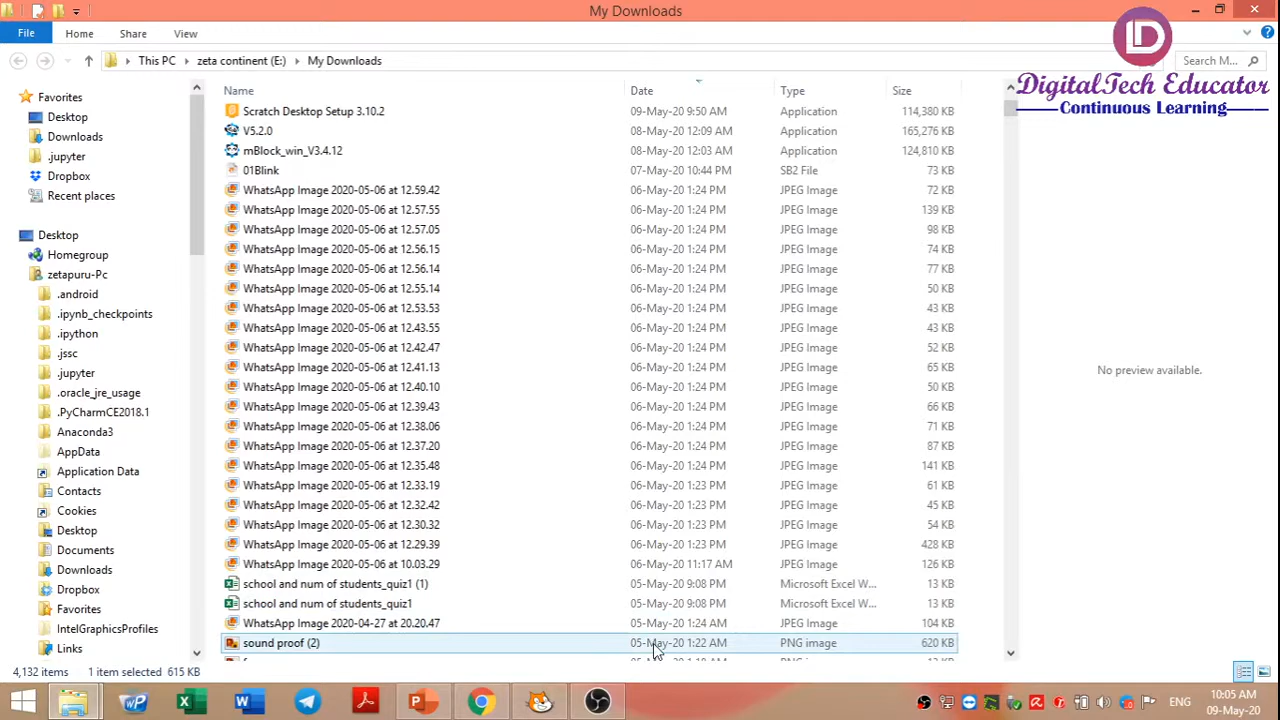 My Downloads
File Home Share View
This PC zeta continent (E:) My Downloads
Search M...
DigitalTech Educator
Continuous Learning
Favorites
Desktop
Downloads
.jupyter
Dropbox
Recent places
Desktop
Homegroup
zetapuru-Pc
.android
.ipynb_checkpoints
.ipython
.jssc
.jupyter
.oracle_jre_usage
.PyCharmCE2018.1
Anaconda3
AppData
Application Data
Contacts
Cookies
Desktop
Documents
Downloads
Dropbox
Favorites
IntelGraphicsProfiles
Links
Name Date Type Size
Scratch Desktop Setup 3.10.2 09-May-20 9:50 AM Application 114,380 KB
V5.2.0 08-May-20 12:09 AM Application 165,276 KB
mBlock_win_V3.4.12 08-May-20 12:03 AM Application 124,810 KB
01Blink 07-May-20 10:44 PM SB2 File 73 KB
WhatsApp Image 2020-05-06 at 12.59.42 06-May-20 1:24 PM JPEG Image 72 KB
WhatsApp Image 2020-05-06 at 12.57.55 06-May-20 1:24 PM JPEG Image 139 KB
WhatsApp Image 2020-05-06 at 12.57.05 06-May-20 1:24 PM JPEG Image 98 KB
WhatsApp Image 2020-05-06 at 12.56.15 06-May-20 1:24 PM JPEG Image 74 KB
WhatsApp Image 2020-05-06 at 12.56.14 06-May-20 1:24 PM JPEG Image 77 KB
WhatsApp Image 2020-05-06 at 12.55.14 06-May-20 1:24 PM JPEG Image 50 KB
WhatsApp Image 2020-05-06 at 12.53.53 06-May-20 1:24 PM JPEG Image 43 KB
WhatsApp Image 2020-05-06 at 12.43.55 06-May-20 1:24 PM JPEG Image 43 KB
WhatsApp Image 2020-05-06 at 12.42.47 06-May-20 1:24 PM JPEG Image 52 KB
WhatsApp Image 2020-05-06 at 12.41.13 06-May-20 1:24 PM JPEG Image 65 KB
WhatsApp Image 2020-05-06 at 12.40.10 06-May-20 1:24 PM JPEG Image 50 KB
WhatsApp Image 2020-05-06 at 12.39.43 06-May-20 1:24 PM JPEG Image 66 KB
WhatsApp Image 2020-05-06 at 12.38.06 06-May-20 1:24 PM JPEG Image 71 KB
WhatsApp Image 2020-05-06 at 12.37.20 06-May-20 1:24 PM JPEG Image 87 KB
WhatsApp Image 2020-05-06 at 12.35.48 06-May-20 1:24 PM JPEG Image 141 KB
WhatsApp Image 2020-05-06 at 12.33.19 06-May-20 1:23 PM JPEG Image 61 KB
WhatsApp Image 2020-05-06 at 12.32.42 06-May-20 1:23 PM JPEG Image 45 KB
WhatsApp Image 2020-05-06 at 12.30.32 06-May-20 1:23 PM JPEG Image 54 KB
WhatsApp Image 2020-05-06 at 12.29.39 06-May-20 1:23 PM JPEG Image 428 KB
WhatsApp Image 2020-05-06 at 10.03.29 06-May-20 11:17 AM JPEG Image 126 KB
school and num of students_quiz1 (1) 05-May-20 9:08 PM Microsoft Excel W... 13 KB
school and num of students_quiz1 05-May-20 9:08 PM Microsoft Excel W... 13 KB
WhatsApp Image 2020-04-27 at 20.20.47 05-May-20 1:24 AM JPEG Image 104 KB
sound proof (2) 05-May-20 1:22 AM PNG image 620 KB
No preview available.
4,132 items 1 item selected 615 KB
ENG
10:05 AM
09-May-20